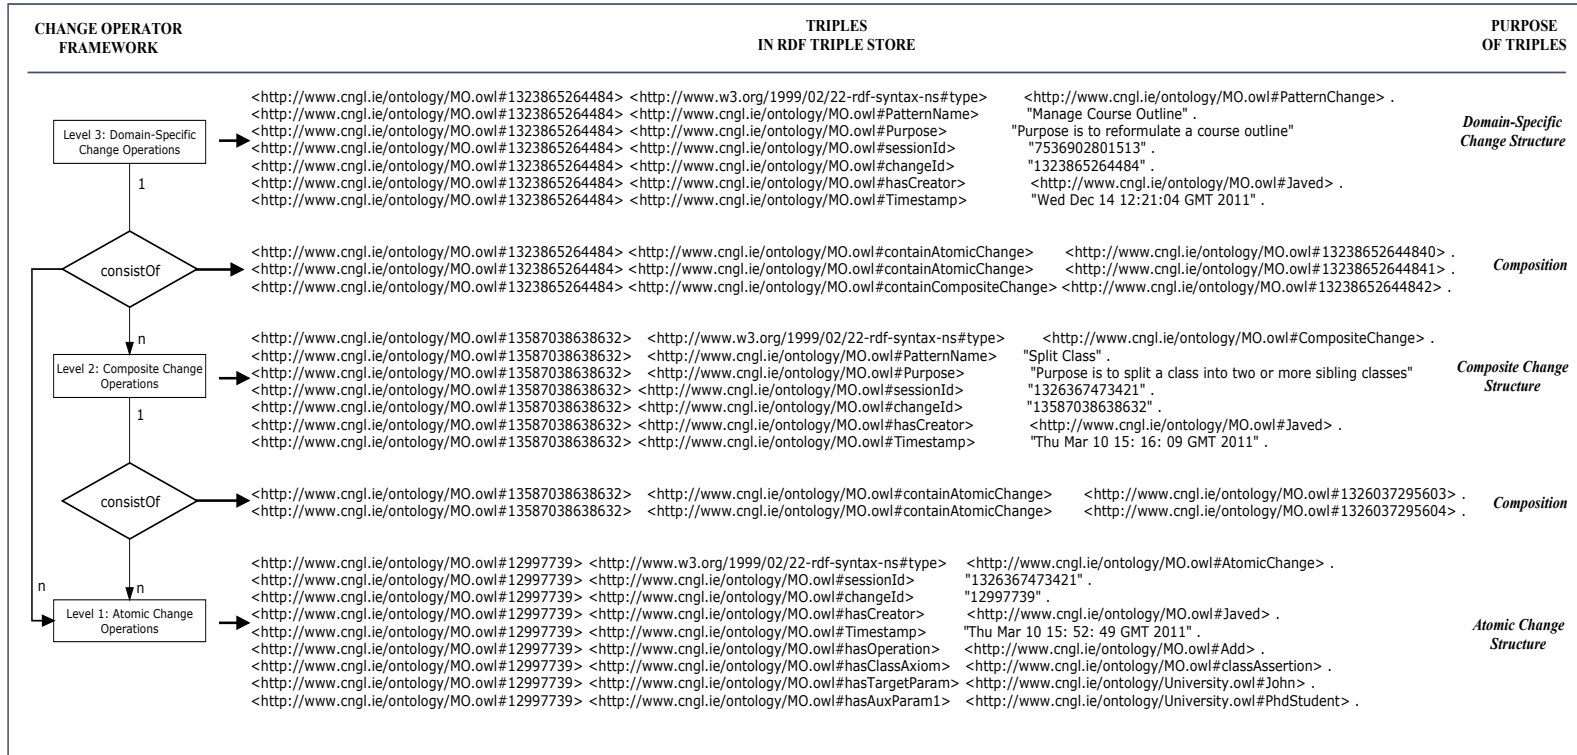 CHANGE OPERATOR
FRAMEWORK
TRIPLES
IN RDF TRIPLE STORE
PURPOSE
OF TRIPLES
Level 3: Domain-Specific
Change Operations
<http://www.cngl.ie/ontology/MO.owl#1323865264484> <http://www.w3.org/1999/02/22-rdf-syntax-ns#type> <http://www.cngl.ie/ontology/MO.owl#PatternChange> .
<http://www.cngl.ie/ontology/MO.owl#1323865264484> <http://www.cngl.ie/ontology/MO.owl#PatternName> "Manage Course Outline" .
<http://www.cngl.ie/ontology/MO.owl#1323865264484> <http://www.cngl.ie/ontology/MO.owl#Purpose> "Purpose is to reformulate a course outline"
<http://www.cngl.ie/ontology/MO.owl#1323865264484> <http://www.cngl.ie/ontology/MO.owl#sessionId> "7536902801513" .
<http://www.cngl.ie/ontology/MO.owl#1323865264484> <http://www.cngl.ie/ontology/MO.owl#changeId> "1323865264484" .
<http://www.cngl.ie/ontology/MO.owl#1323865264484> <http://www.cngl.ie/ontology/MO.owl#hasCreator> <http://www.cngl.ie/ontology/MO.owl#Javed> .
<http://www.cngl.ie/ontology/MO.owl#1323865264484> <http://www.cngl.ie/ontology/MO.owl#Timestamp> "Wed Dec 14 12:21:04 GMT 2011" .
Domain-Specific
Change Structure
1
consistOf
<http://www.cngl.ie/ontology/MO.owl#1323865264484> <http://www.cngl.ie/ontology/MO.owl#containAtomicChange> <http://www.cngl.ie/ontology/MO.owl#13238652644840> .
<http://www.cngl.ie/ontology/MO.owl#1323865264484> <http://www.cngl.ie/ontology/MO.owl#containAtomicChange> <http://www.cngl.ie/ontology/MO.owl#13238652644841> .
<http://www.cngl.ie/ontology/MO.owl#1323865264484> <http://www.cngl.ie/ontology/MO.owl#containCompositeChange> <http://www.cngl.ie/ontology/MO.owl#13238652644842> .
Composition
n
Level 2: Composite Change
Operations
<http://www.cngl.ie/ontology/MO.owl#13587038638632> <http://www.w3.org/1999/02/22-rdf-syntax-ns#type> <http://www.cngl.ie/ontology/MO.owl#CompositeChange> .
<http://www.cngl.ie/ontology/MO.owl#13587038638632> <http://www.cngl.ie/ontology/MO.owl#PatternName> "Split Class" .
<http://www.cngl.ie/ontology/MO.owl#13587038638632> <http://www.cngl.ie/ontology/MO.owl#Purpose> "Purpose is to split a class into two or more sibling classes"
<http://www.cngl.ie/ontology/MO.owl#13587038638632> <http://www.cngl.ie/ontology/MO.owl#sessionId> "1326367473421" .
<http://www.cngl.ie/ontology/MO.owl#13587038638632> <http://www.cngl.ie/ontology/MO.owl#changeId> "13587038638632" .
<http://www.cngl.ie/ontology/MO.owl#13587038638632> <http://www.cngl.ie/ontology/MO.owl#hasCreator> <http://www.cngl.ie/ontology/MO.owl#Javed> .
<http://www.cngl.ie/ontology/MO.owl#13587038638632> <http://www.cngl.ie/ontology/MO.owl#Timestamp> "Thu Mar 10 15: 16: 09 GMT 2011" .
Composite Change
Structure
1
consistOf
<http://www.cngl.ie/ontology/MO.owl#13587038638632> <http://www.cngl.ie/ontology/MO.owl#containAtomicChange> <http://www.cngl.ie/ontology/MO.owl#1326037295603> .
<http://www.cngl.ie/ontology/MO.owl#13587038638632> <http://www.cngl.ie/ontology/MO.owl#containAtomicChange> <http://www.cngl.ie/ontology/MO.owl#1326037295604> .
Composition
n
n
Level 1: Atomic Change
Operations
<http://www.cngl.ie/ontology/MO.owl#12997739> <http://www.w3.org/1999/02/22-rdf-syntax-ns#type> <http://www.cngl.ie/ontology/MO.owl#AtomicChange> .
<http://www.cngl.ie/ontology/MO.owl#12997739> <http://www.cngl.ie/ontology/MO.owl#sessionId> "1326367473421" .
<http://www.cngl.ie/ontology/MO.owl#12997739> <http://www.cngl.ie/ontology/MO.owl#changeId> "12997739" .
<http://www.cngl.ie/ontology/MO.owl#12997739> <http://www.cngl.ie/ontology/MO.owl#hasCreator> <http://www.cngl.ie/ontology/MO.owl#Javed> .
<http://www.cngl.ie/ontology/MO.owl#12997739> <http://www.cngl.ie/ontology/MO.owl#Timestamp> "Thu Mar 10 15: 52: 49 GMT 2011" .
<http://www.cngl.ie/ontology/MO.owl#12997739> <http://www.cngl.ie/ontology/MO.owl#hasOperation> <http://www.cngl.ie/ontology/MO.owl#Add> .
<http://www.cngl.ie/ontology/MO.owl#12997739> <http://www.cngl.ie/ontology/MO.owl#hasClassAxiom> <http://www.cngl.ie/ontology/MO.owl#classAssertion> .
<http://www.cngl.ie/ontology/MO.owl#12997739> <http://www.cngl.ie/ontology/MO.owl#hasTargetParam> <http://www.cngl.ie/ontology/University.owl#John> .
<http://www.cngl.ie/ontology/MO.owl#12997739> <http://www.cngl.ie/ontology/MO.owl#hasAuxParam1> <http://www.cngl.ie/ontology/University.owl#PhdStudent> .
Atomic Change
Structure